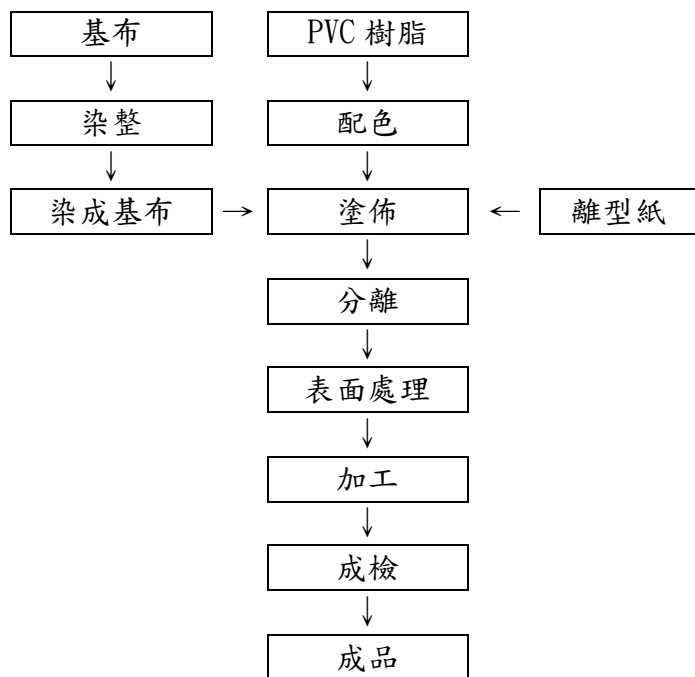 基布 PVC 樹脂
染整 配色
染成基布 → 塗佈 ← 離型紙
分離
表面處理
加工
成檢
成品